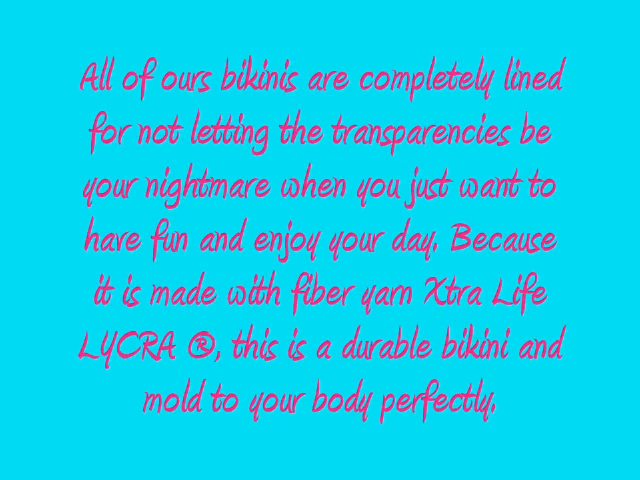 All of ours bikinis are completely lined
for not letting the transparencies be
your nightmare when you just want to
have fun and enjoy your day. Because
it is made with fiber yarn Xtra Life
LYCRA ®, this is a durable bikini and
mold to your body perfectly.